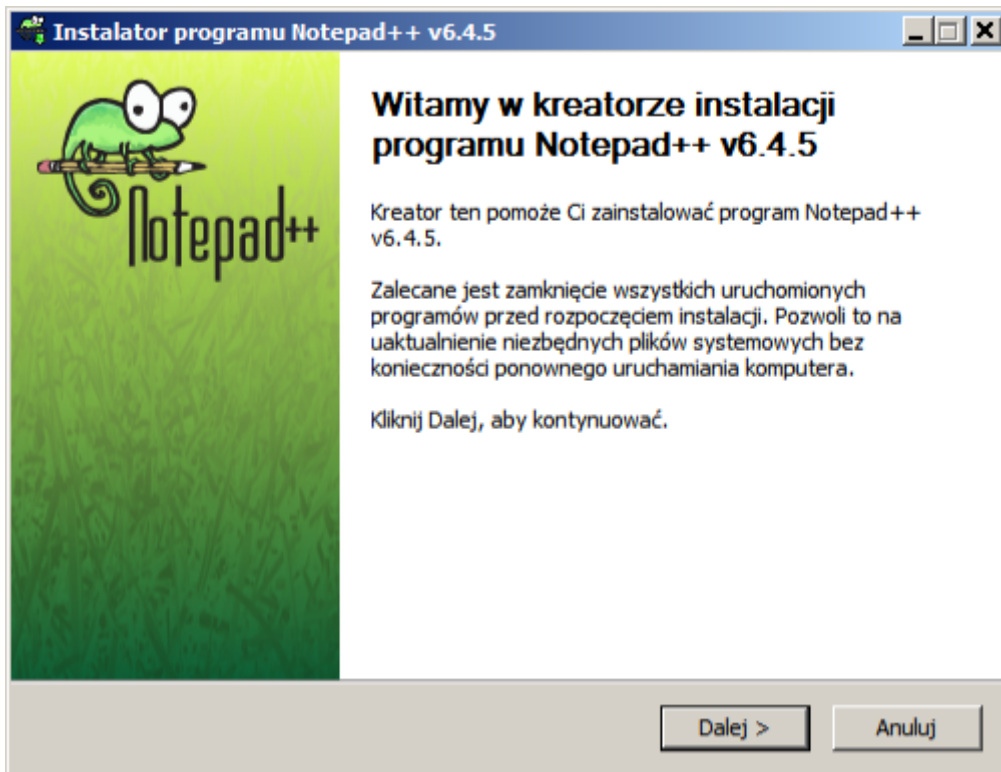 Instalator programu Notepad++ v6.4.5
Notepad++
Witamy w kreatorze instalacji
programu Notepad++ v6.4.5
Kreator ten pomoże Ci zainstalować program Notepad++
v6.4.5.
Zalecane jest zamknięcie wszystkich uruchomionych
programów przed rozpoczęciem instalacji. Pozwoli to na
uaktualnienie niezbędnych plików systemowych bez
konieczności ponownego uruchamiania komputera.
Kliknij Dalej, aby kontynuować.
Dalej >
Anuluj